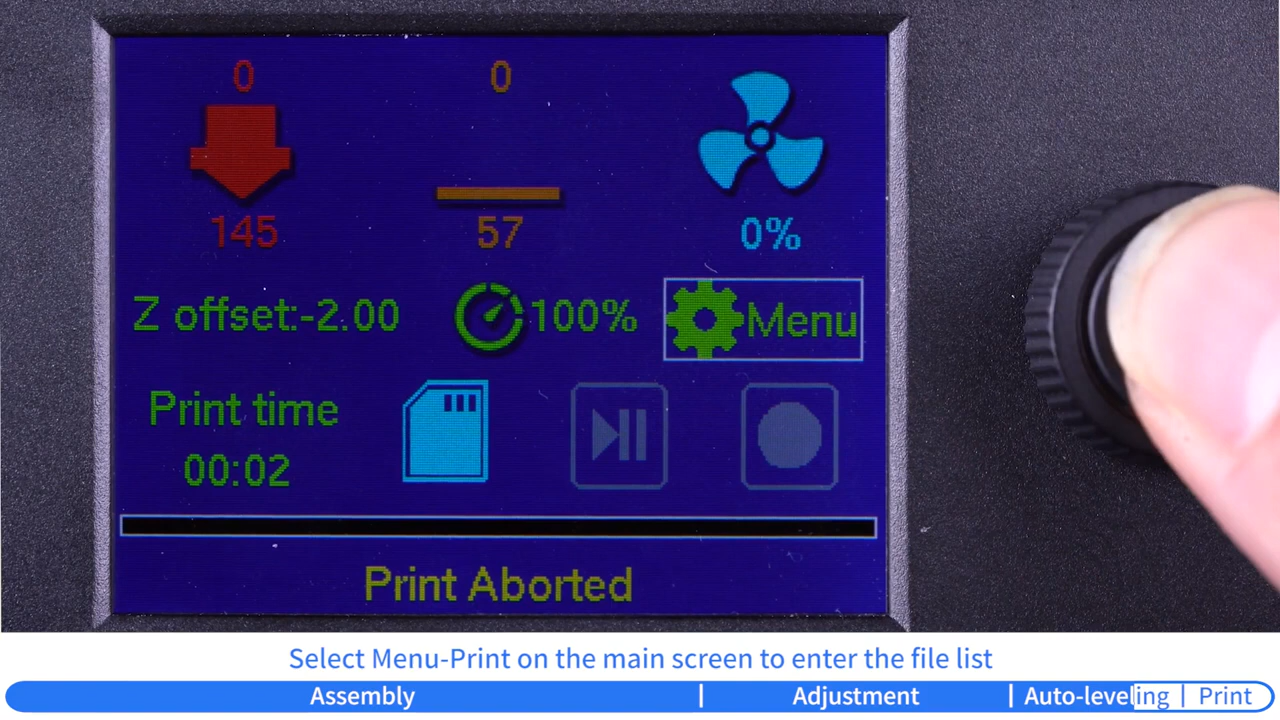 0 0
145 57 0%
Z offset:-2.00 100% Menu
Print time
00:02
Print Aborted
Select Menu-Print on the main screen to enter the file list
Assembly | Adjustment | Auto-leveling | Print